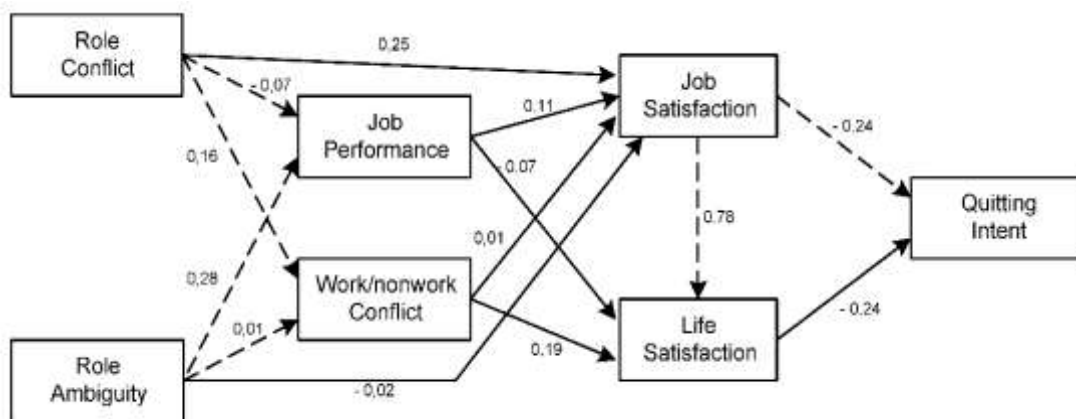 Role
Conflict
0,25
Job
Satisfaction
- 0,07
0,11
Job
Performance
- 0,24
0,16
- 0,07
Quitting
Intent
0,78
0,01
0,28
Work/nonwork
Conflict
Life
Satisfaction
- 0,24
0,01
0,19
Role
Ambiguity
- 0,02